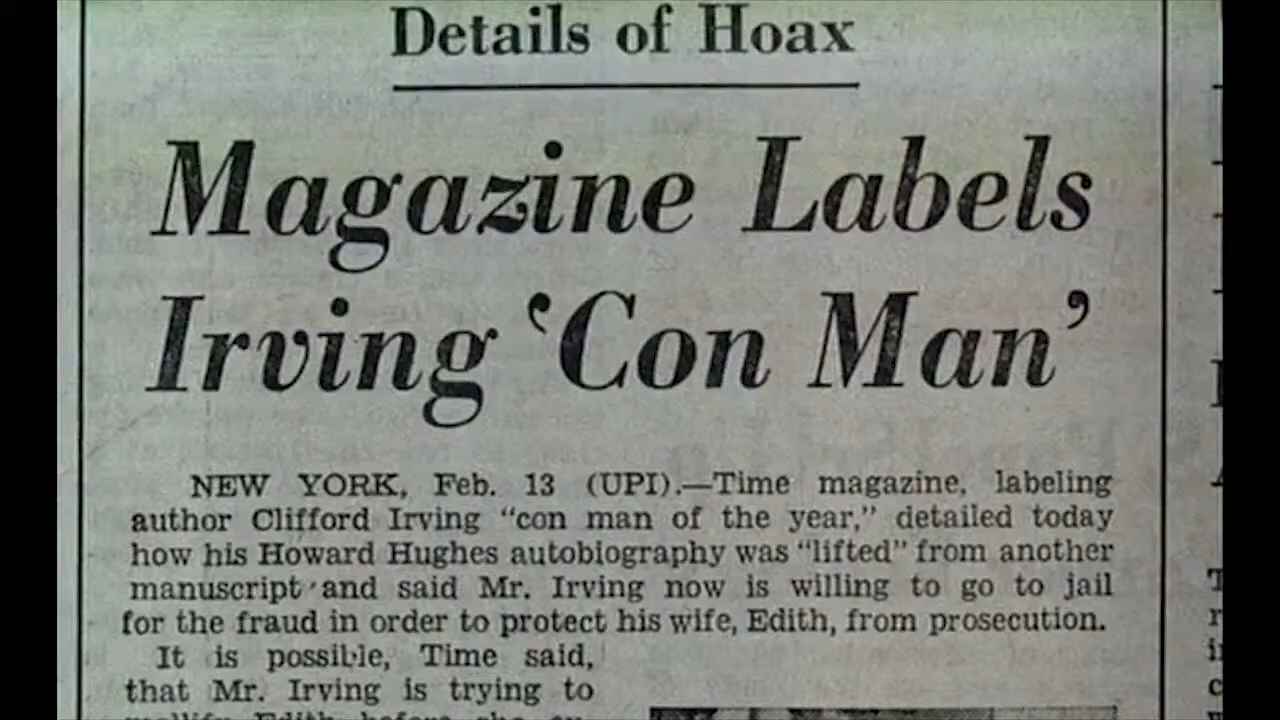 Details of Hoax
Magazine Labels
Irving ‘Con Man’
NEW YORK, Feb. 13 (UPI).—Time magazine, labeling
author Clifford Irving “con man of the year,” detailed today
how his Howard Hughes autobiography was “lifted” from another
manuscript and said Mr. Irving now is willing to go to jail
for the fraud in order to protect his wife, Edith, from prosecution.
It is possible, Time said,
that Mr. Irving is trying to